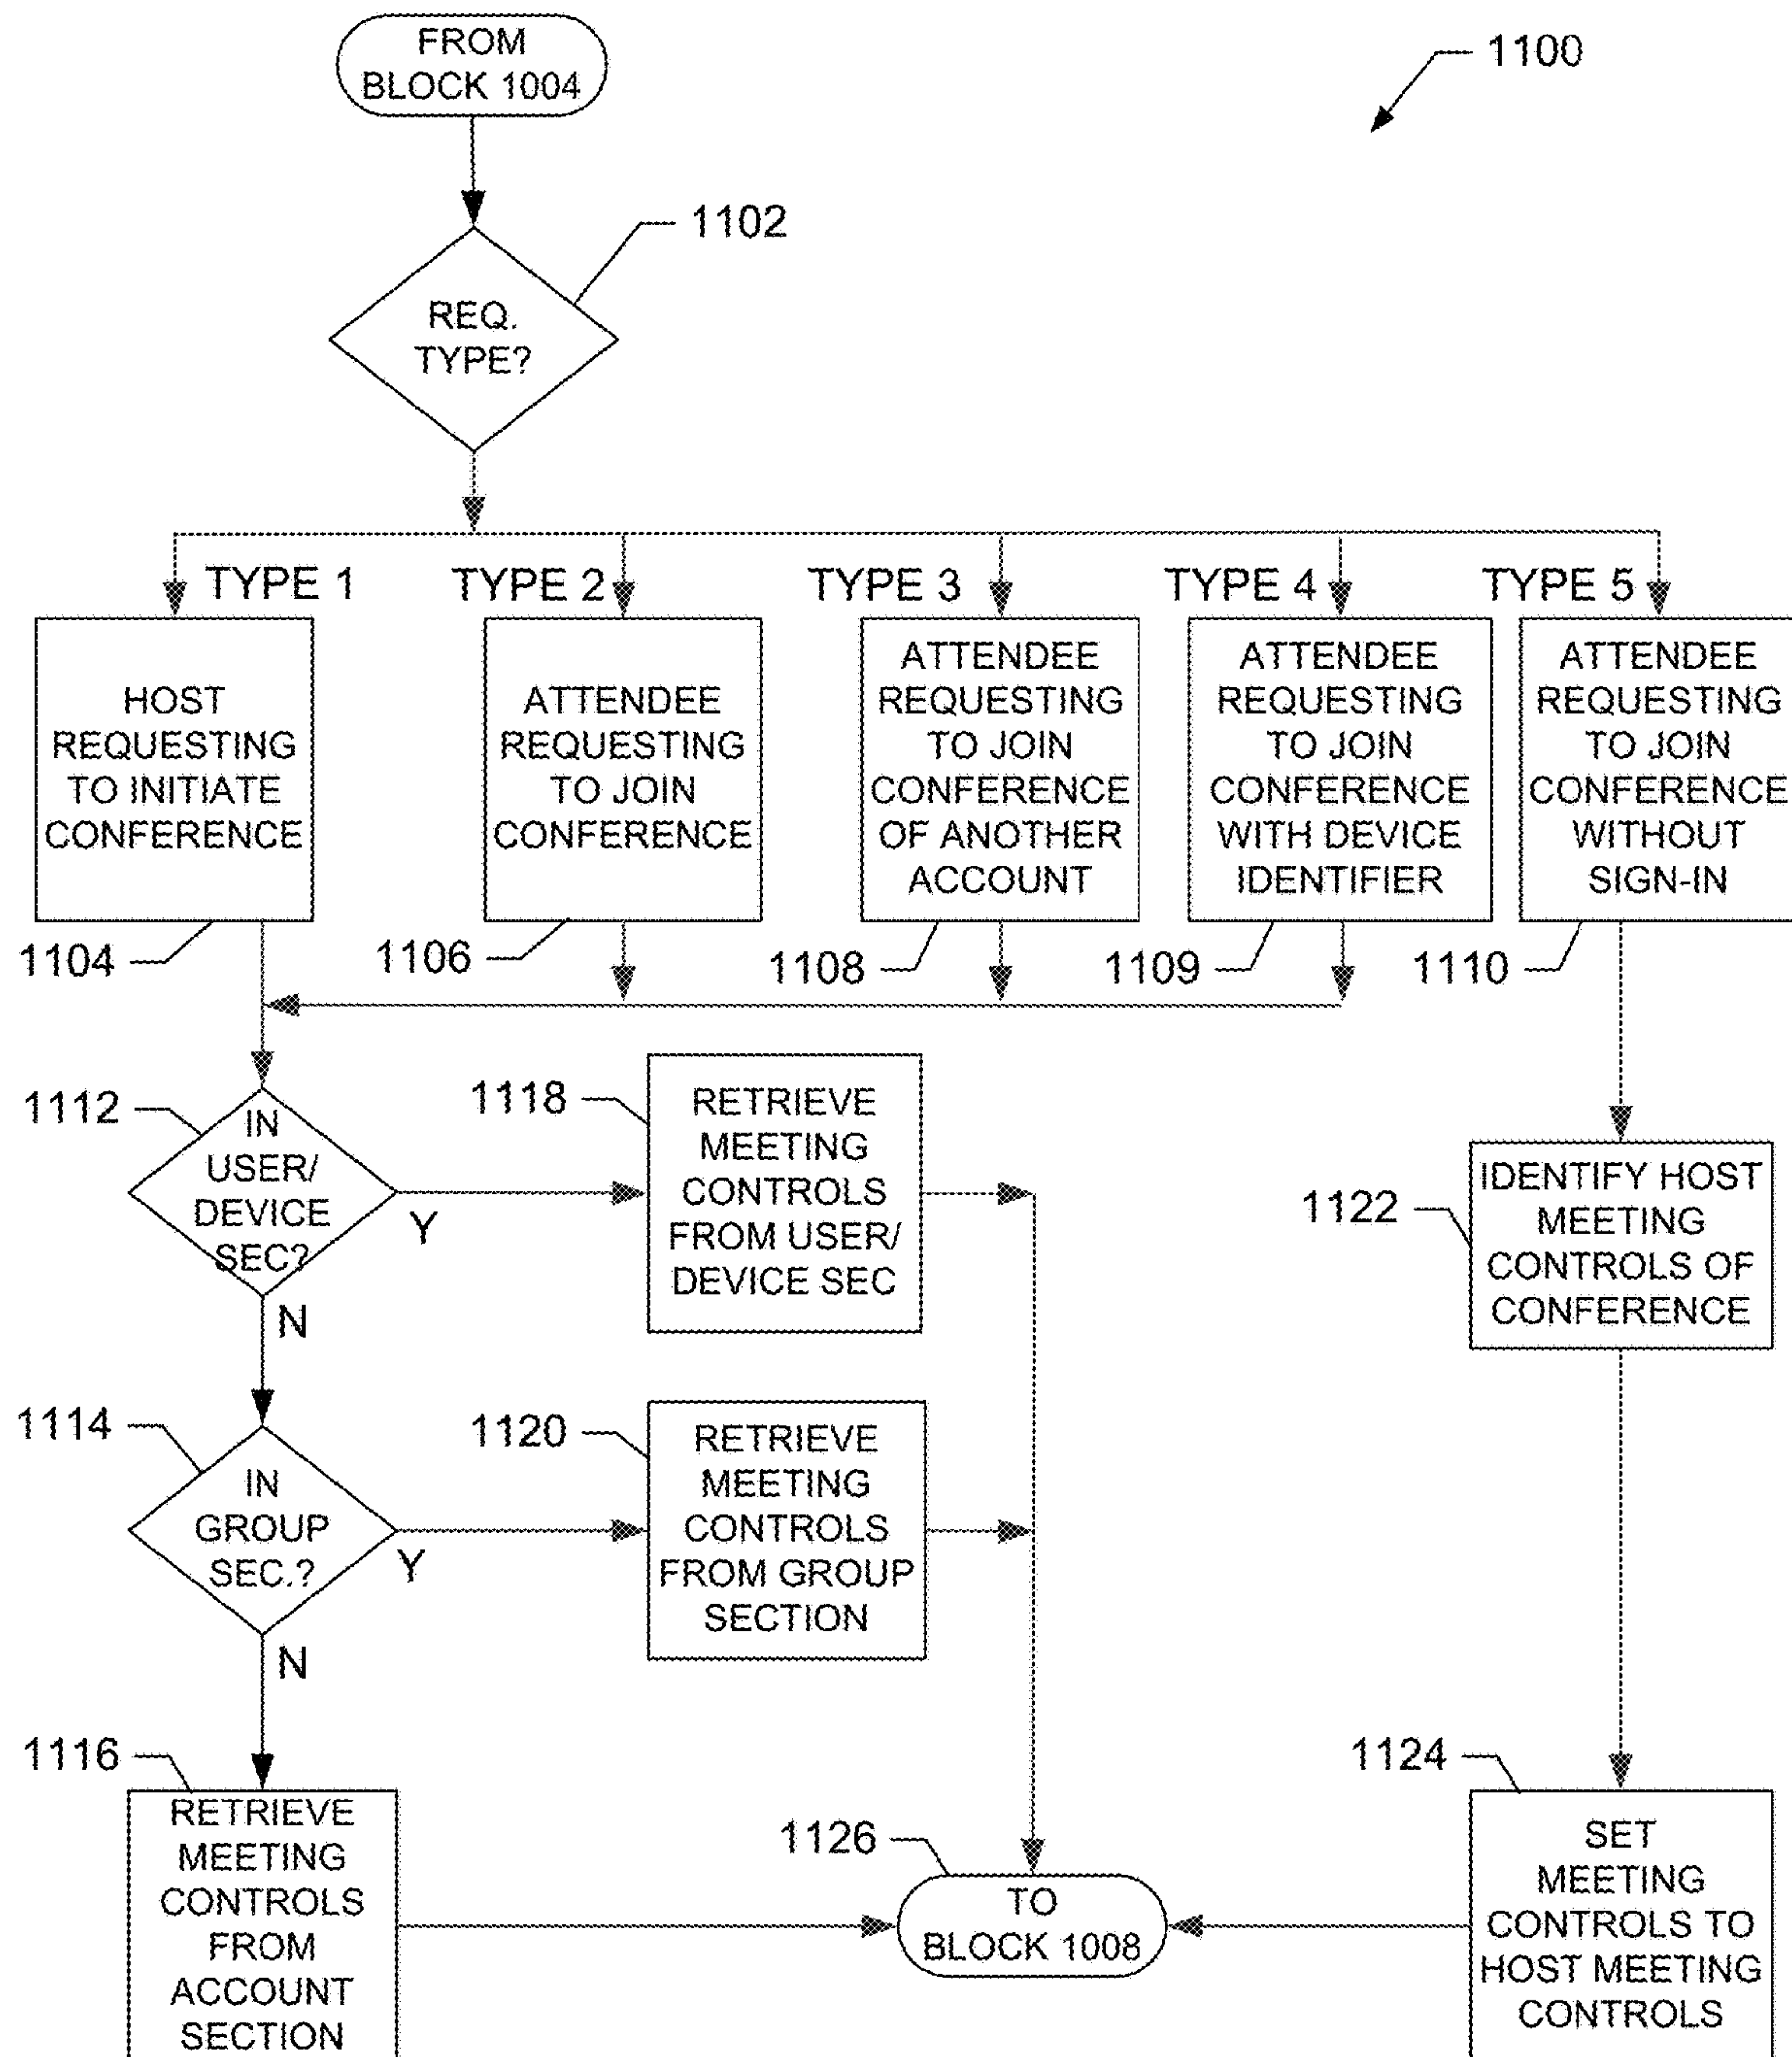 FROM
BLOCK 1004
1100
1102
REQ.
TYPE?
TYPE 1
TYPE 2
TYPE 3
TYPE 4
TYPE 5
HOST
REQUESTING
TO INITIATE
CONFERENCE
ATTENDEE
REQUESTING
TO JOIN
CONFERENCE
ATTENDEE
REQUESTING
TO JOIN
CONFERENCE
OF ANOTHER
ACCOUNT
ATTENDEE
REQUESTING
TO JOIN
CONFERENCE
WITH DEVICE
IDENTIFIER
ATTENDEE
REQUESTING
TO JOIN
CONFERENCE
WITHOUT
SIGN-IN
1104
1106
1108
1109
1110
1112
IN
USER/
DEVICE
SEC?
Y
N
1118
RETRIEVE
MEETING
CONTROLS
FROM USER/
DEVICE SEC
1122
IDENTIFY HOST
MEETING
CONTROLS OF
CONFERENCE
1114
IN
GROUP
SEC.?
Y
N
1120
RETRIEVE
MEETING
CONTROLS
FROM GROUP
SECTION
1116
RETRIEVE
MEETING
CONTROLS
FROM
ACCOUNT
SECTION
1126
TO
BLOCK 1008
1124
SET
MEETING
CONTROLS TO
HOST MEETING
CONTROLS